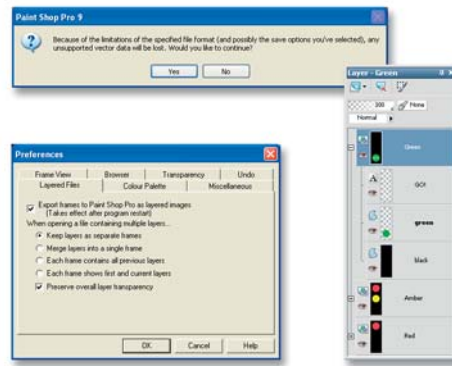 Paint Shop Pro 9
Because of the limitations of the specified file format (and possibly the save options you've selected), any
unsupported vector data will be lost. Would you like to continue?
Yes No
Layer - Green
100 None
Normal
Green
GO!
green
black
Amber
Red
Preferences
Frame View Browser Transparency Undo
Layered Files Colour Palette Miscellaneous
Export frames to Paint Shop Pro as layered images
(Takes effect after program restart)
When opening a file containing multiple layers...
Keep layers as separate frames
Merge layers into a single frame
Each frame contains all previous layers
Each frame shows first and current layers
Preserve overall layer transparency
OK Cancel Help